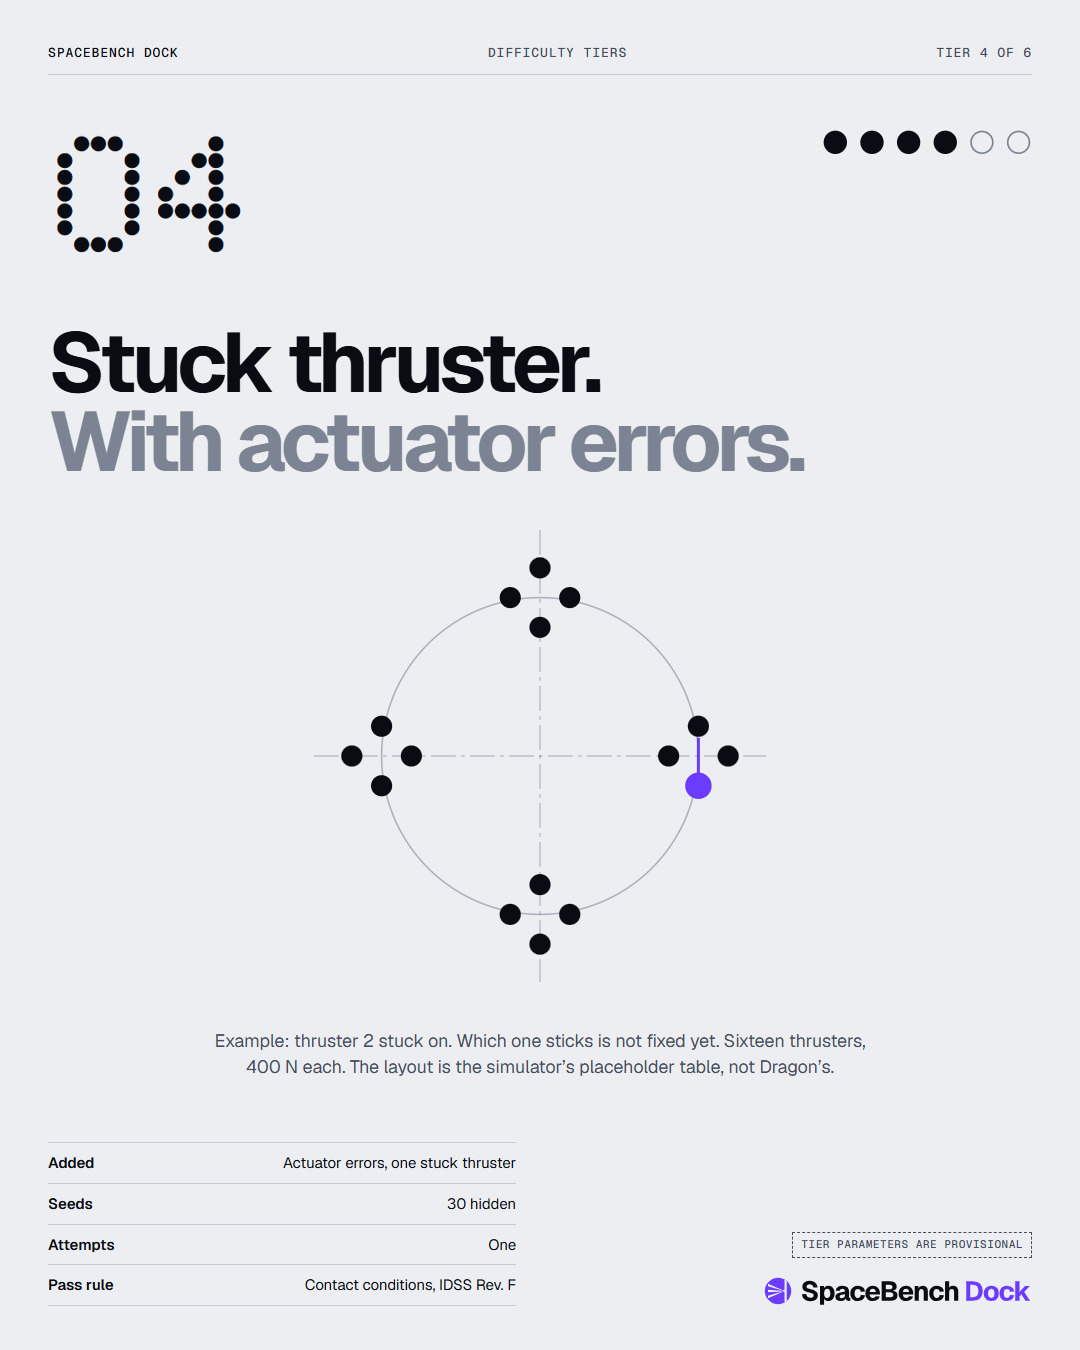 SPACEBENCH DOCK
DIFFICULTY TIERS
TIER 4 OF 6
04
Stuck thruster.
With actuator errors.
Example: thruster 2 stuck on. Which one sticks is not fixed yet. Sixteen thrusters,
400 N each. The layout is the simulator’s placeholder table, not Dragon’s.
Added Actuator errors, one stuck thruster
Seeds 30 hidden
Attempts One
Pass rule Contact conditions, IDSS Rev. F
TIER PARAMETERS ARE PROVISIONAL
SpaceBench Dock